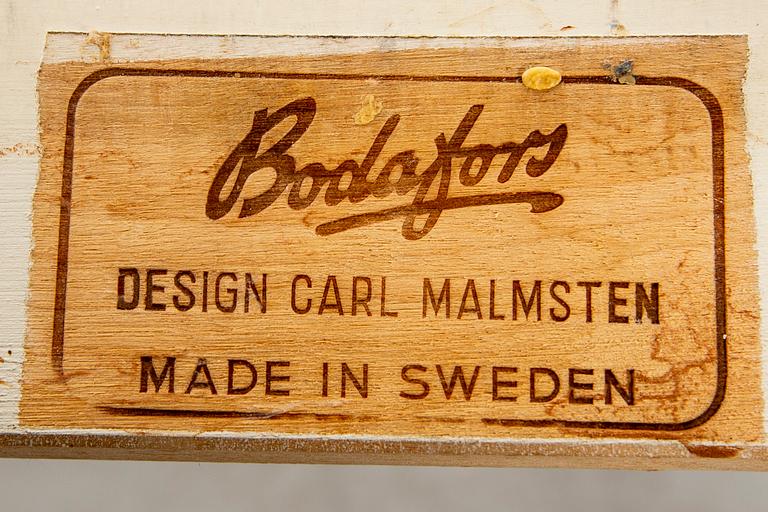 Bodafors
DESIGN CARL MALMSTEN
MADE IN SWEDEN